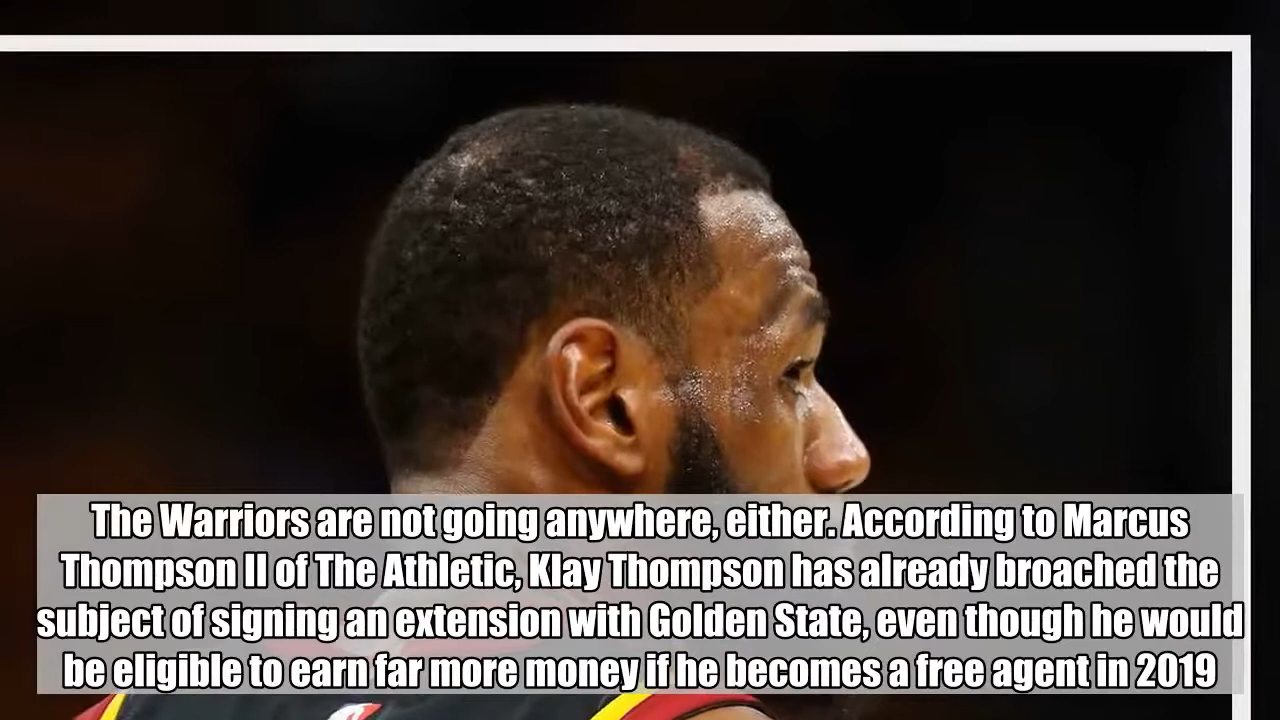 The Warriors are not going anywhere, either. According to Marcus
Thompson II of The Athletic, Klay Thompson has already broached the
subject of signing an extension with Golden State, even though he would
be eligible to earn far more money if he becomes a free agent in 2019